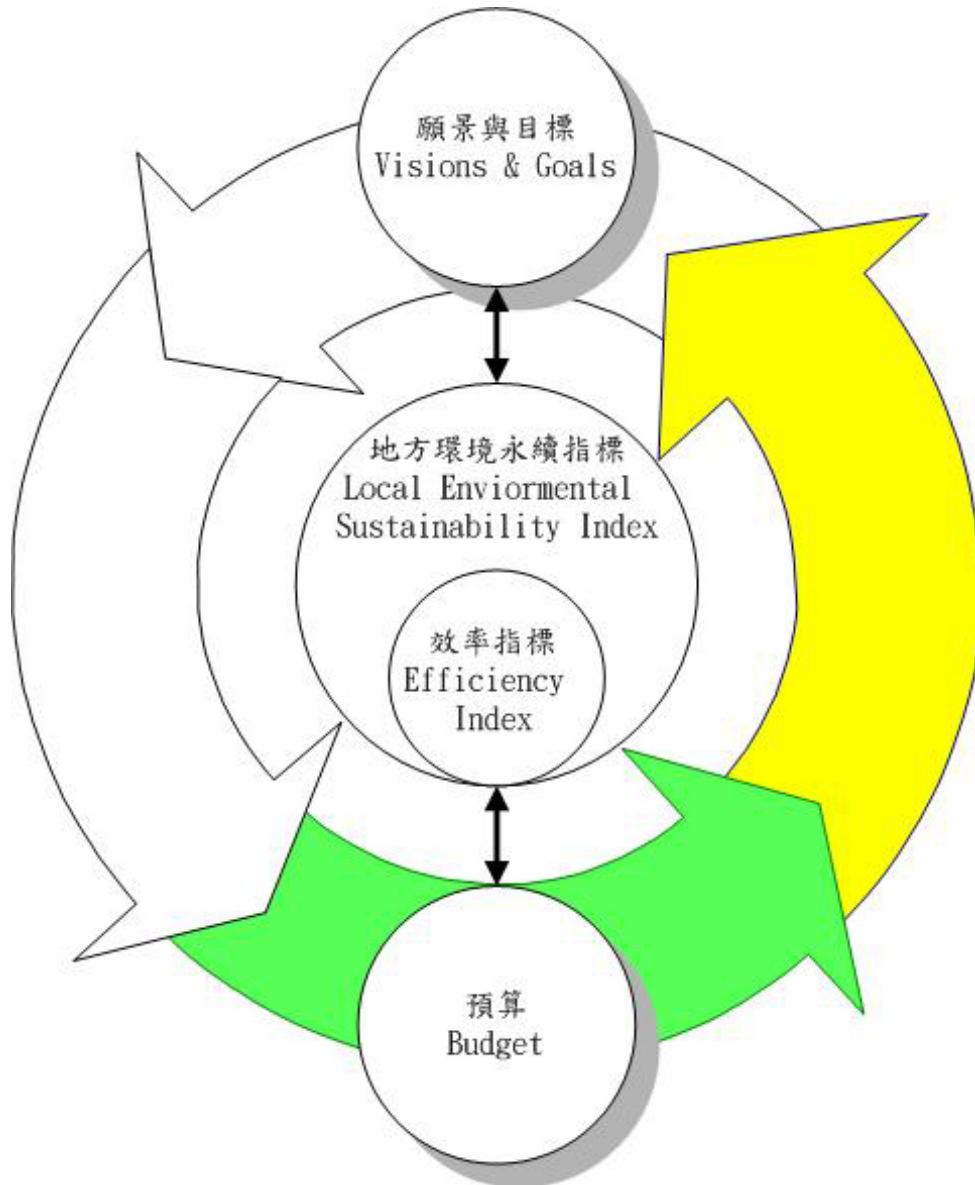 願景與目標
Visions & Goals
地方環境永續指標
Local Enviormental
Sustainability Index
效率指標
Efficiency
Index
預算
Budget